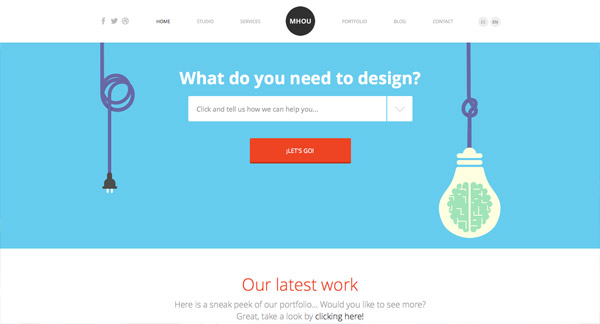 HOME
STUDIO
SERVICES
MHOU
PORTFOLIO
BLOG
CONTACT
EN
What do you need to design?
Click and tell us how we can help you...
¡LET'S GO!
Our latest work
Here is a sneak peek of our portfolio... Would you like to see more?
Great, take a look by clicking here!